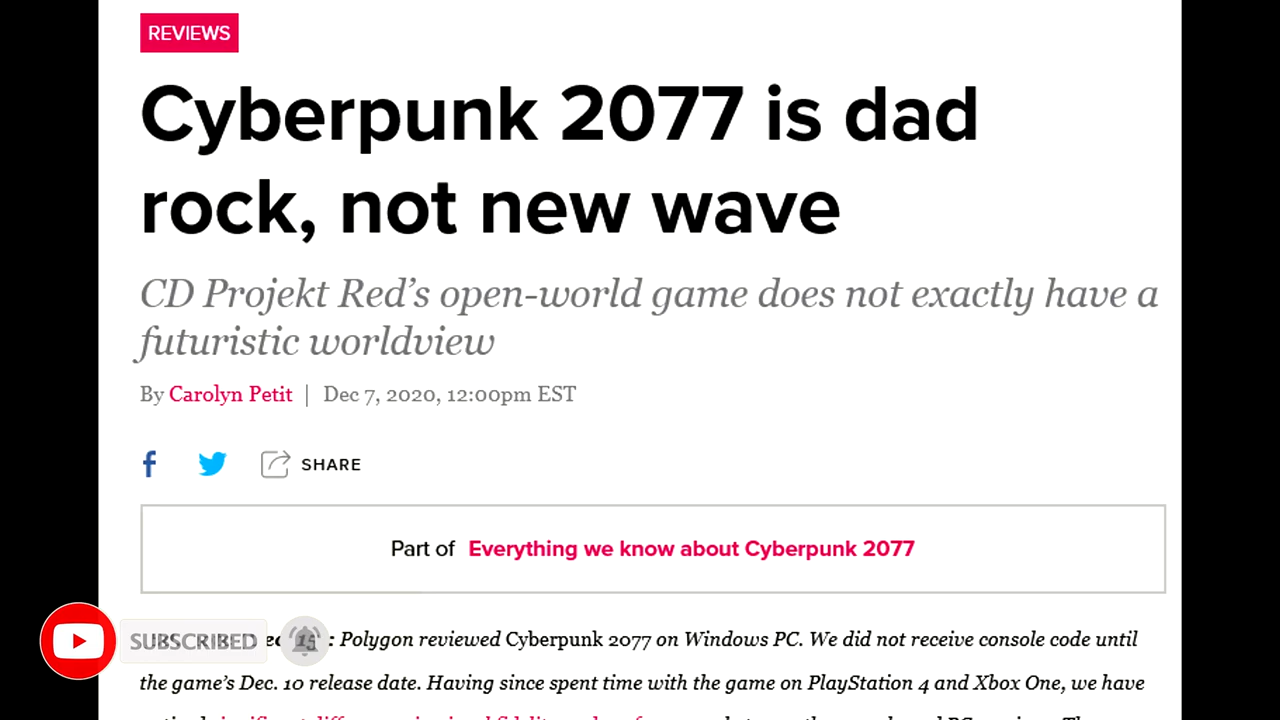 REVIEWS
Cyberpunk 2077 is dad
rock, not new wave
CD Projekt Red’s open-world game does not exactly have a
futuristic worldview
By Carolyn Petit | Dec 7, 2020, 12:00pm EST
SHARE
Part of Everything we know about Cyberpunk 2077
SUBSCRIBED
15 : Polygon reviewed Cyberpunk 2077 on Windows PC. We did not receive console code until
the game’s Dec. 10 release date. Having since spent time with the game on PlayStation 4 and Xbox One, we have